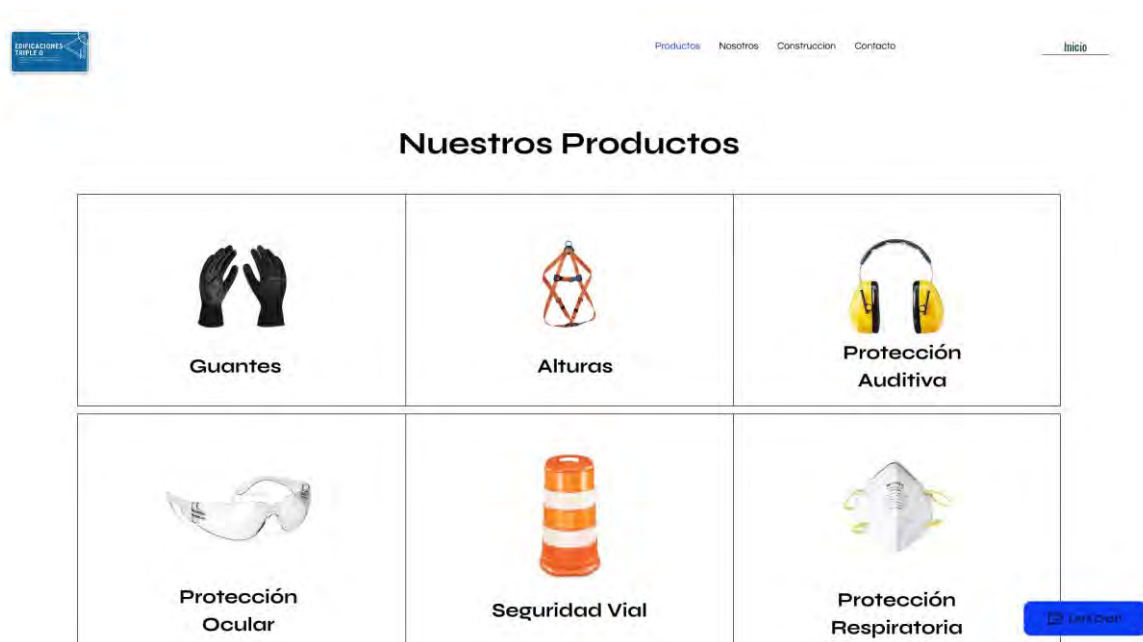 EDIFICACIONES
TRIPLE G
Productos Nosotros Construccion Contacto
Inicio
Nuestros Productos
Guantes
Alturas
Protección
Auditiva
Protección
Ocular
Seguridad Vial
Protección
Respiratoria
Let's Chat!